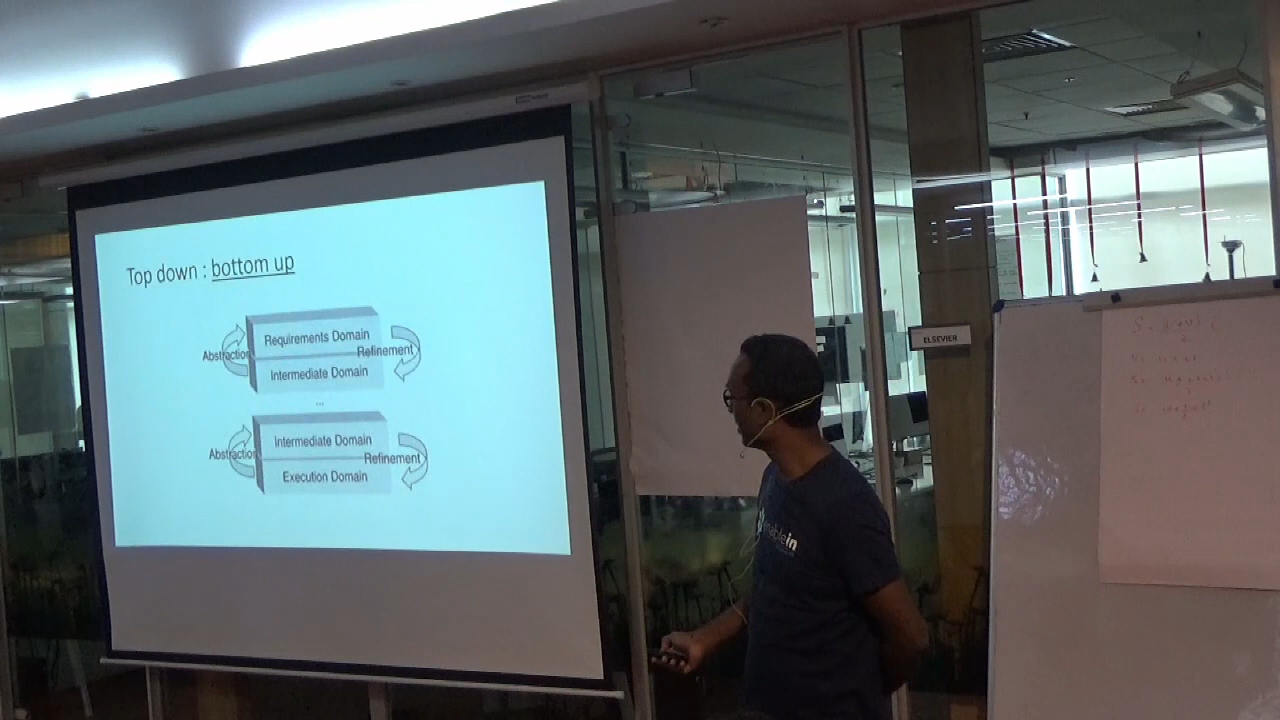 Top down : bottom up
Requirements Domain
Abstraction
Refinement
Intermediate Domain
...
Intermediate Domain
Abstraction
Refinement
Execution Domain
ELSEVIER